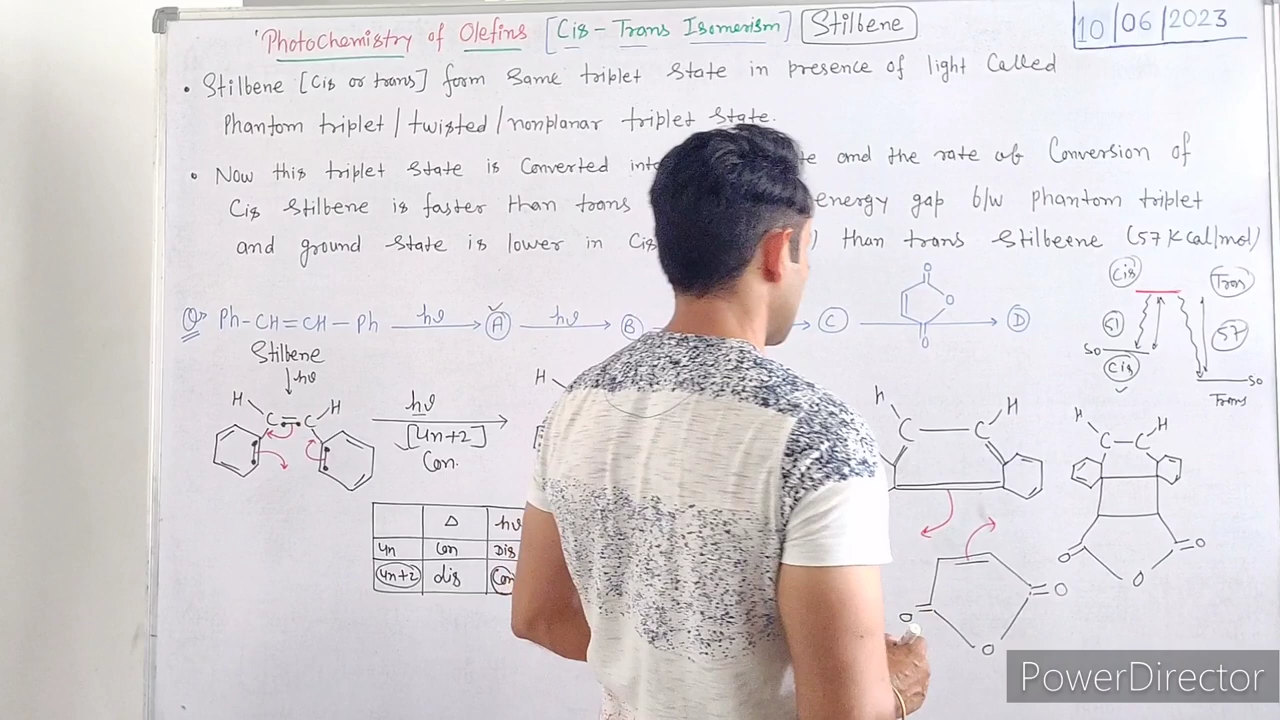 Photochemistry of Olefins [Cis-Trans Isomerism] Stilbene
10/06/2023
• Stilbene [Cis or trans] form same triplet state in presence of light called
Phantom triplet / twisted / nonplanar triplet state.
• Now this triplet state is converted and the rate of conversion of
Cis stilbene is faster than trans energy gap b/w phantom triplet
and ground state is lower in Cis ) than trans stilbene (57 Kcal/mol)
Q> Ph-CH=CH-Ph hν A hν B C D
O
O
O
Cis Trans
51 57
So
Cis
So
Trans
Stilbene
hν
H C=C H
hν
[4n+2]
Con.
H
H C C H
H C-C H
Δ hν
4n Con Dis
4n+2 dis Con
O O
O
O O
O
PowerDirector